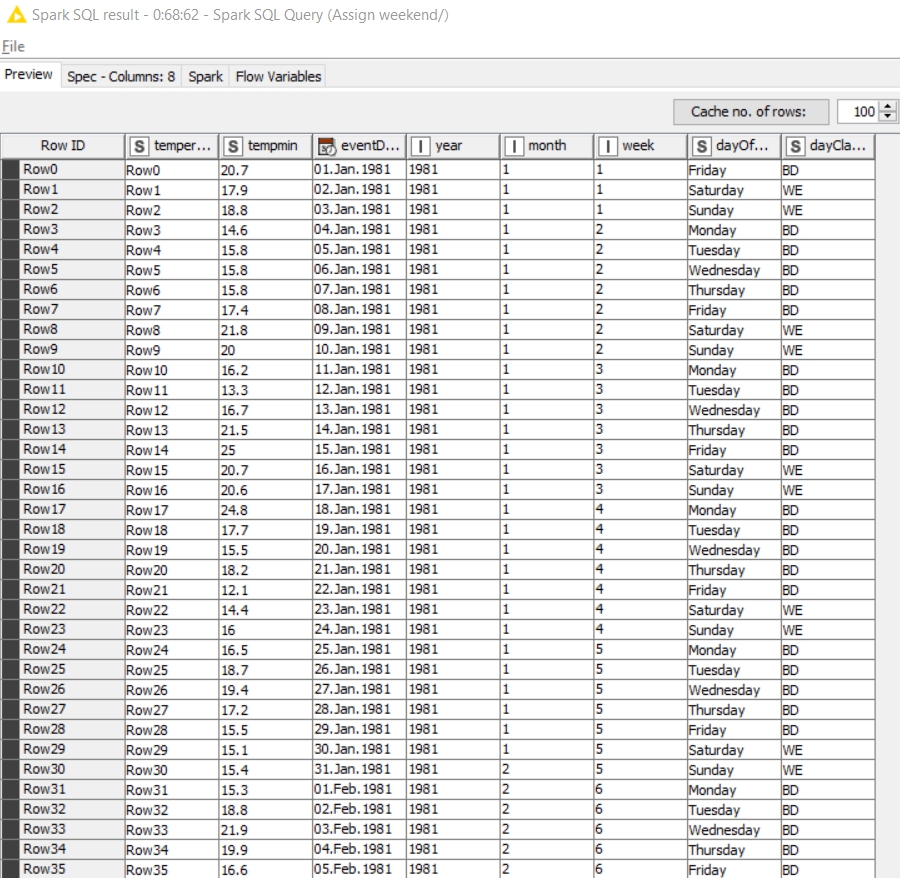 Spark SQL result - 0:68:62 - Spark SQL Query (Assign weekend/)
File
Preview Spec - Columns: 8 Spark Flow Variables
Cache no. of rows: 100
Row ID S temper... S tempmin eventD... I year I month I week S dayOf... S dayCla...
Row0 Row0 20.7 01.Jan.1981 1981 1 1 Friday BD
Row1 Row1 17.9 02.Jan.1981 1981 1 1 Saturday WE
Row2 Row2 18.8 03.Jan.1981 1981 1 1 Sunday WE
Row3 Row3 14.6 04.Jan.1981 1981 1 2 Monday BD
Row4 Row4 15.8 05.Jan.1981 1981 1 2 Tuesday BD
Row5 Row5 15.8 06.Jan.1981 1981 1 2 Wednesday BD
Row6 Row6 15.8 07.Jan.1981 1981 1 2 Thursday BD
Row7 Row7 17.4 08.Jan.1981 1981 1 2 Friday BD
Row8 Row8 21.8 09.Jan.1981 1981 1 2 Saturday WE
Row9 Row9 20 10.Jan.1981 1981 1 2 Sunday WE
Row10 Row10 16.2 11.Jan.1981 1981 1 3 Monday BD
Row11 Row11 13.3 12.Jan.1981 1981 1 3 Tuesday BD
Row12 Row12 16.7 13.Jan.1981 1981 1 3 Wednesday BD
Row13 Row13 21.5 14.Jan.1981 1981 1 3 Thursday BD
Row14 Row14 25 15.Jan.1981 1981 1 3 Friday BD
Row15 Row15 20.7 16.Jan.1981 1981 1 3 Saturday WE
Row16 Row16 20.6 17.Jan.1981 1981 1 3 Sunday WE
Row17 Row17 24.8 18.Jan.1981 1981 1 4 Monday BD
Row18 Row18 17.7 19.Jan.1981 1981 1 4 Tuesday BD
Row19 Row19 15.5 20.Jan.1981 1981 1 4 Wednesday BD
Row20 Row20 18.2 21.Jan.1981 1981 1 4 Thursday BD
Row21 Row21 12.1 22.Jan.1981 1981 1 4 Friday BD
Row22 Row22 14.4 23.Jan.1981 1981 1 4 Saturday WE
Row23 Row23 16 24.Jan.1981 1981 1 4 Sunday WE
Row24 Row24 16.5 25.Jan.1981 1981 1 5 Monday BD
Row25 Row25 18.7 26.Jan.1981 1981 1 5 Tuesday BD
Row26 Row26 19.4 27.Jan.1981 1981 1 5 Wednesday BD
Row27 Row27 17.2 28.Jan.1981 1981 1 5 Thursday BD
Row28 Row28 15.5 29.Jan.1981 1981 1 5 Friday BD
Row29 Row29 15.1 30.Jan.1981 1981 1 5 Saturday WE
Row30 Row30 15.4 31.Jan.1981 1981 2 5 Sunday WE
Row31 Row31 15.3 01.Feb.1981 1981 2 6 Monday BD
Row32 Row32 18.8 02.Feb.1981 1981 2 6 Tuesday BD
Row33 Row33 21.9 03.Feb.1981 1981 2 6 Wednesday BD
Row34 Row34 19.9 04.Feb.1981 1981 2 6 Thursday BD
Row35 Row35 16.6 05.Feb.1981 1981 2 6 Friday BD